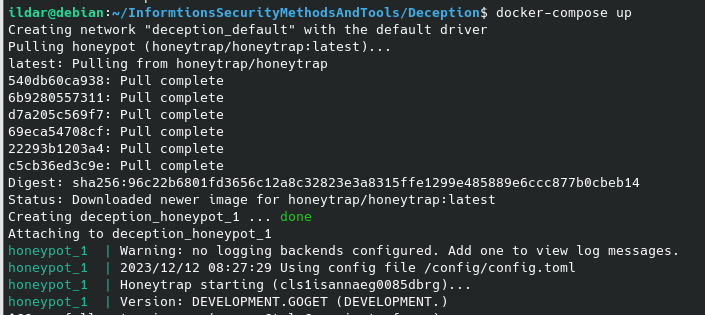 ildar@debian:~/InformtionsSecurityMethodsAndTools/Deception$ docker-compose up
Creating network "deception_default" with the default driver
Pulling honeypot (honeytrap/honeytrap:latest)...
latest: Pulling from honeytrap/honeytrap
540db60ca938: Pull complete
6b9280557311: Pull complete
d7a205c569f7: Pull complete
69eca54708cf: Pull complete
22293b1203a4: Pull complete
c5cb36ed3c9e: Pull complete
Digest: sha256:96c22b6801fd3656c12a8c32823e3a8315ffe1299e485889e6ccc877b0cbeb14
Status: Downloaded newer image for honeytrap/honeytrap:latest
Creating deception_honeypot_1 ... done
Attaching to deception_honeypot_1
honeypot_1 | Warning: no logging backends configured. Add one to view log messages.
honeypot_1 | 2023/12/12 08:27:29 Using config file /config/config.toml
honeypot_1 | Honeytrap starting (cls1isannaeg0085dbrg)...
honeypot_1 | Version: DEVELOPMENT.GOGET (DEVELOPMENT.)